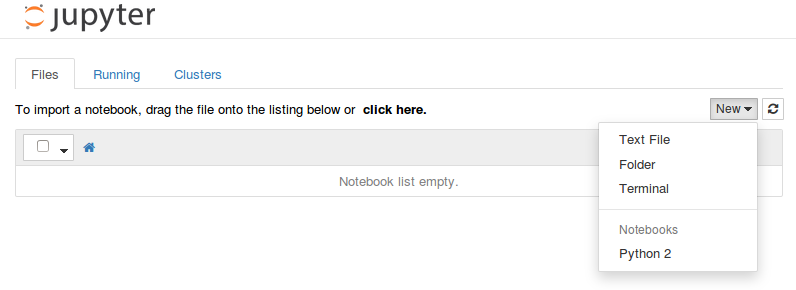 jupyter
Files Running Clusters
To import a notebook, drag the file onto the listing below or click here.
New
Text File
Folder
Terminal
Notebook list empty.
Notebooks
Python 2